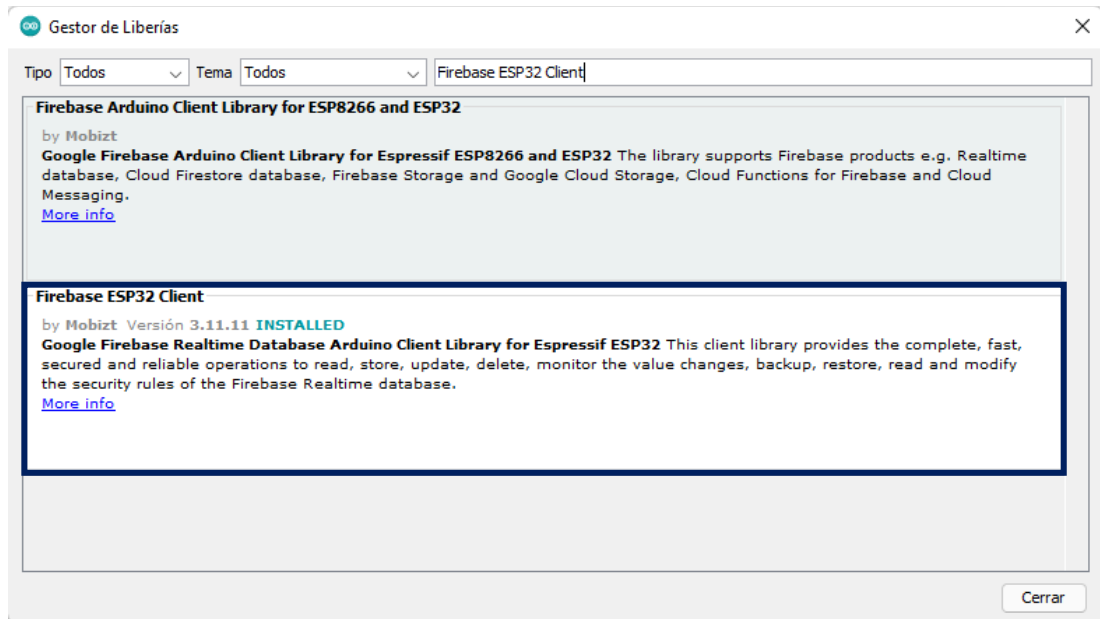 Gestor de Liberías
Tipo Todos Tema Todos Firebase ESP32 Client
Firebase Arduino Client Library for ESP8266 and ESP32
by Mobizt
Google Firebase Arduino Client Library for Espressif ESP8266 and ESP32 The library supports Firebase products e.g. Realtime
database, Cloud Firestore database, Firebase Storage and Google Cloud Storage, Cloud Functions for Firebase and Cloud
Messaging.
More info
Firebase ESP32 Client
by Mobizt Versión 3.11.11 INSTALLED
Google Firebase Realtime Database Arduino Client Library for Espressif ESP32 This client library provides the complete, fast,
secured and reliable operations to read, store, update, delete, monitor the value changes, backup, restore, read and modify
the security rules of the Firebase Realtime database.
More info
Cerrar